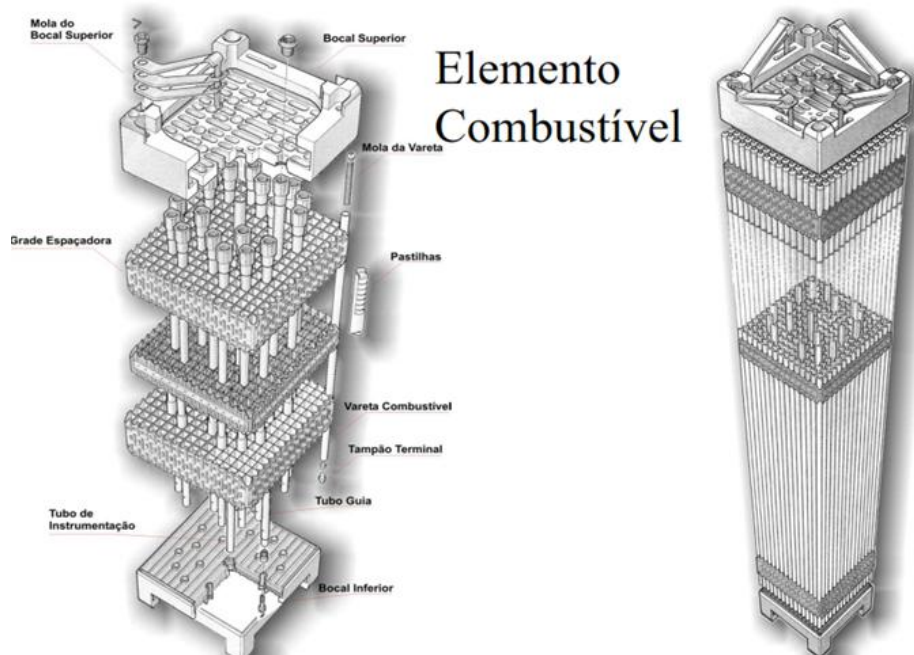 Mola do
Bocal Superior
Bocal Superior
Elemento
Combustível
Mola da Vareta
Grade Espaçadora
Pastilhas
Vareta Combustível
Tampão Terminal
Tubo Guia
Tubo de
Instrumentação
Bocal Inferior